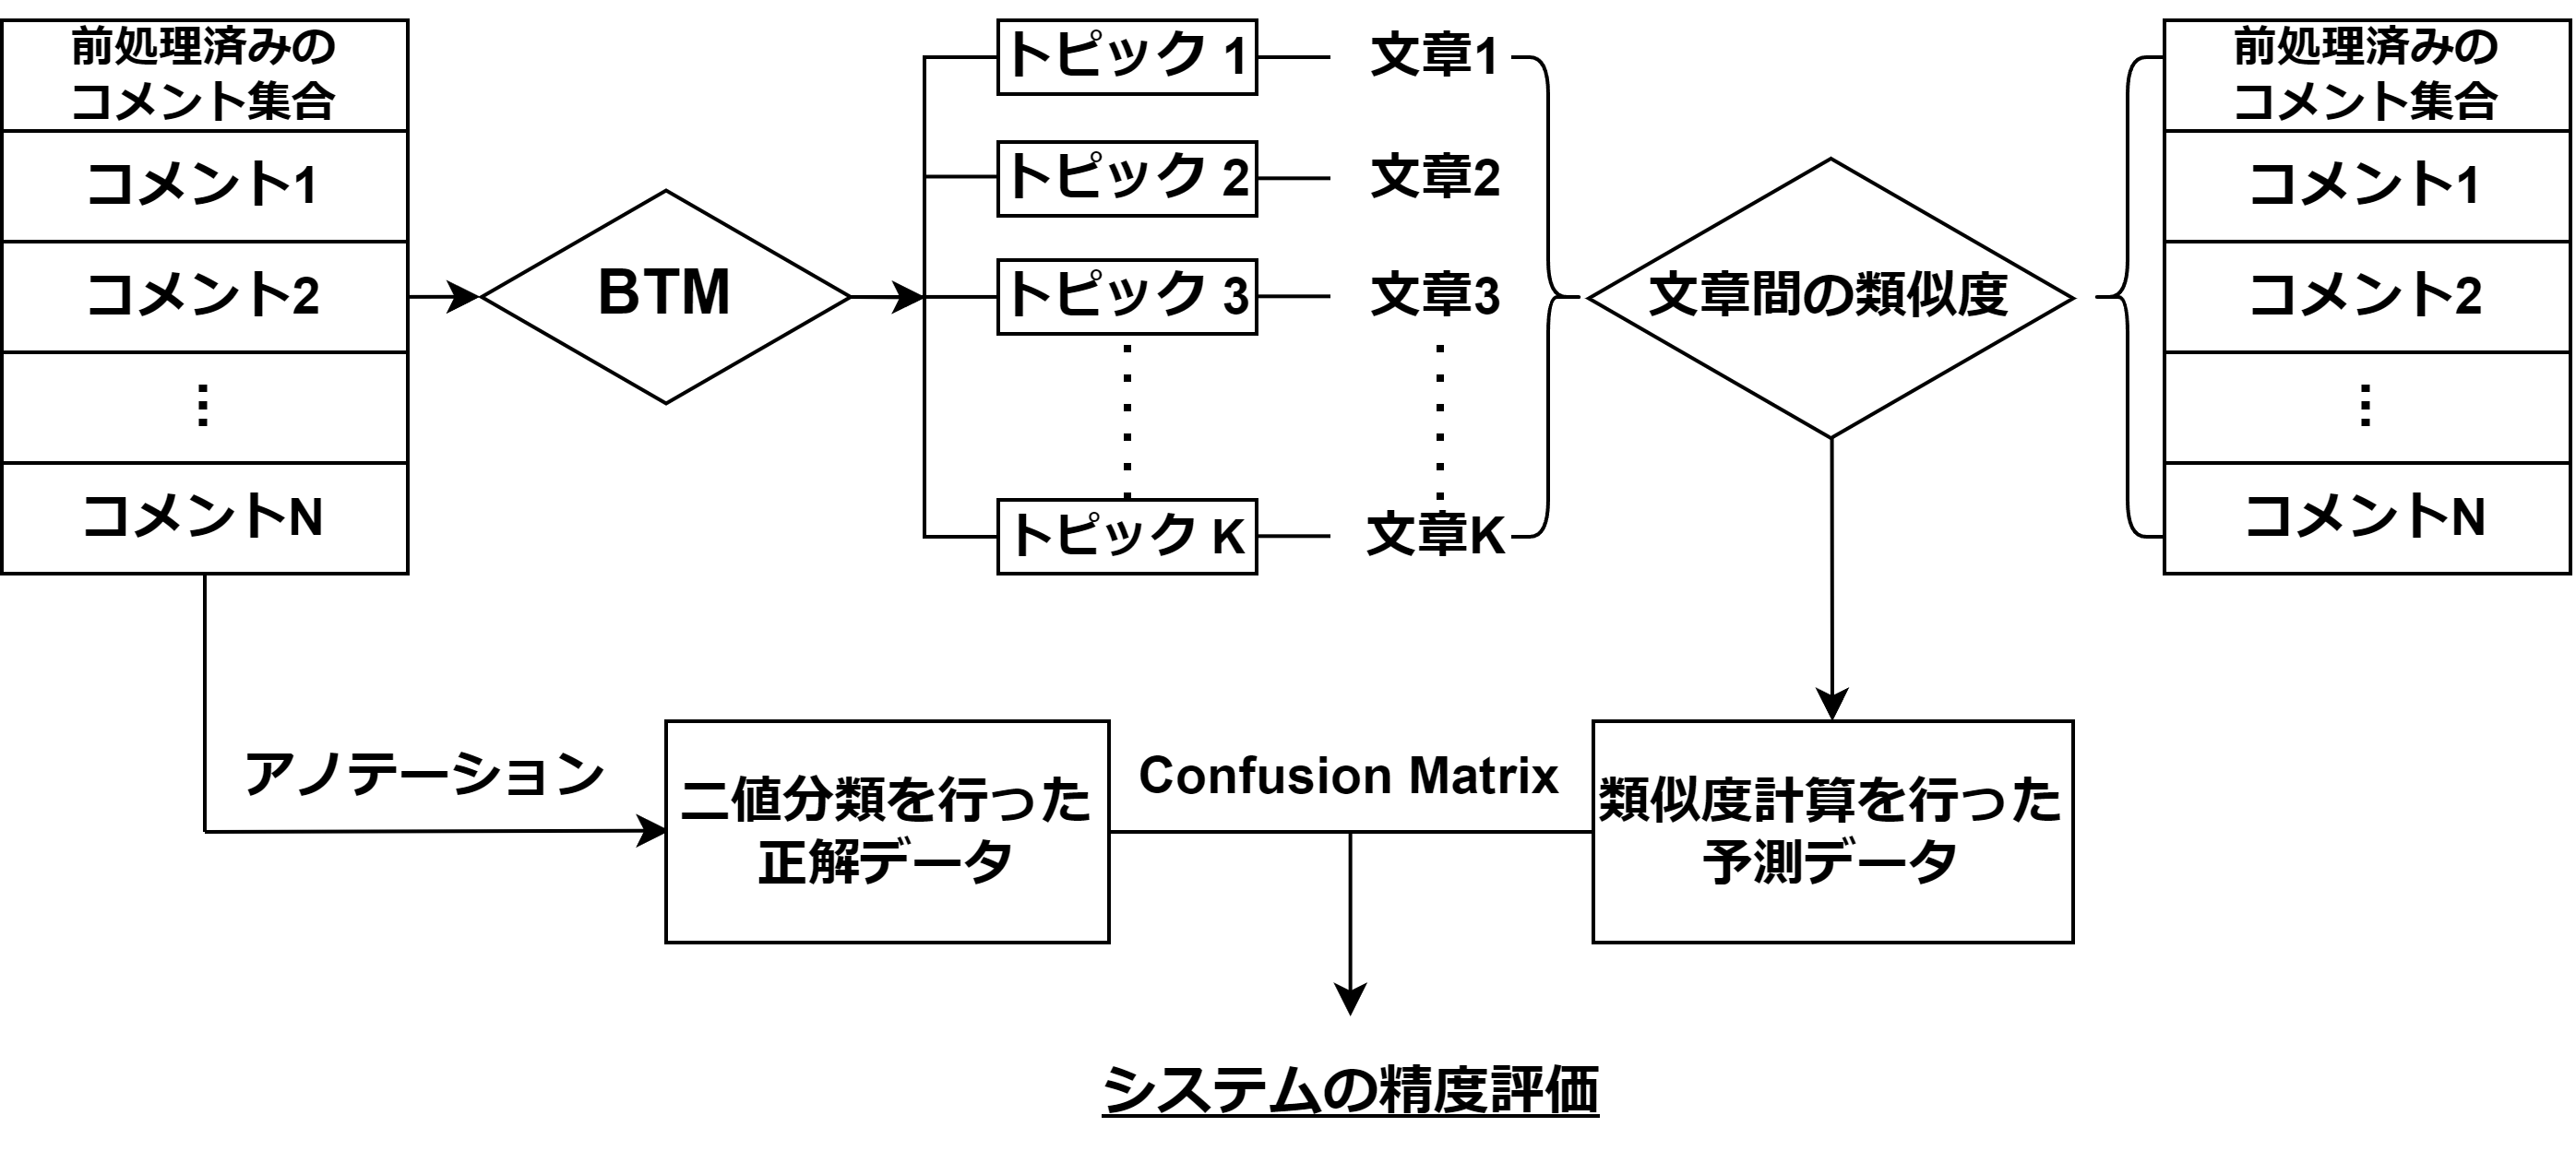 前処理済みの
コメント集合
コメント1
コメント2
⋮
コメントN
BTM
トピック 1
トピック 2
トピック 3
トピック K
文章1
文章2
文章3
文章K
文章間の類似度
前処理済みの
コメント集合
コメント1
コメント2
⋮
コメントN
アノテーション
二値分類を行った
正解データ
Confusion Matrix
類似度計算を行った
予測データ
システムの精度評価